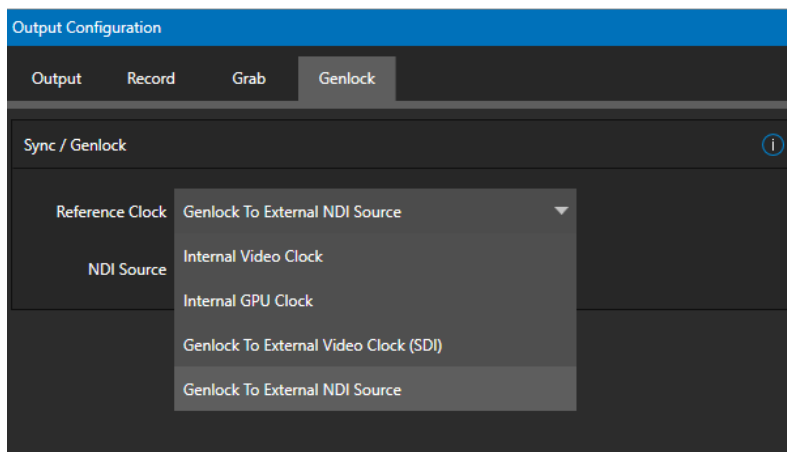 Output Configuration
Output Record Grab Genlock
Sync / Genlock
Reference Clock Genlock To External NDI Source
NDI Source Internal Video Clock
Internal GPU Clock
Genlock To External Video Clock (SDI)
Genlock To External NDI Source